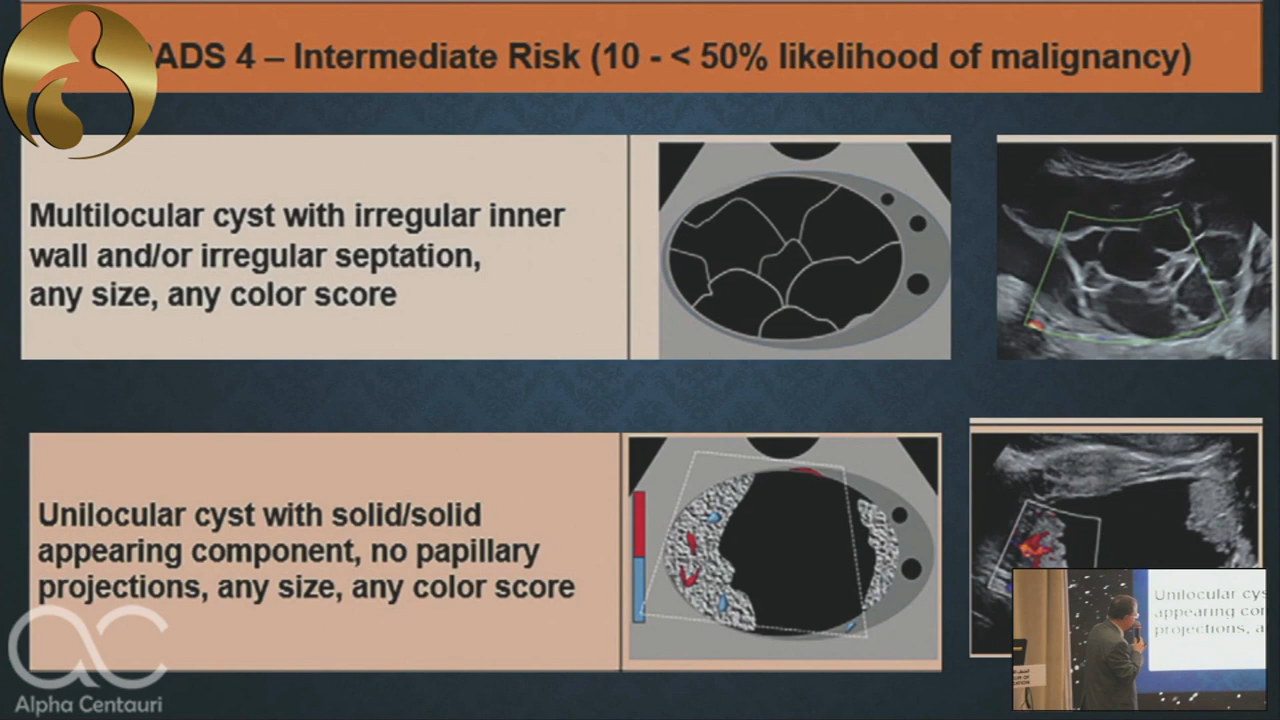 ADS 4 – Intermediate Risk (10 - < 50% likelihood of malignancy)
Multilocular cyst with irregular inner
wall and/or irregular septation,
any size, any color score
Unilocular cyst with solid/solid
appearing component, no papillary
projections, any size, any color score
Alpha Centauri
Unilocular cys
appearing con
projections, a